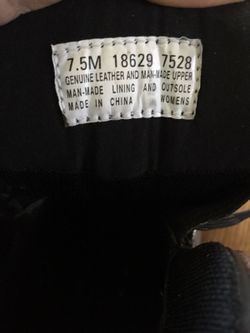 7.5M 18629 7528
GENUINE LEATHER AND MAN-MADE UPPER
MAN-MADE LINING AND OUTSOLE
MADE IN CHINA WOMENS